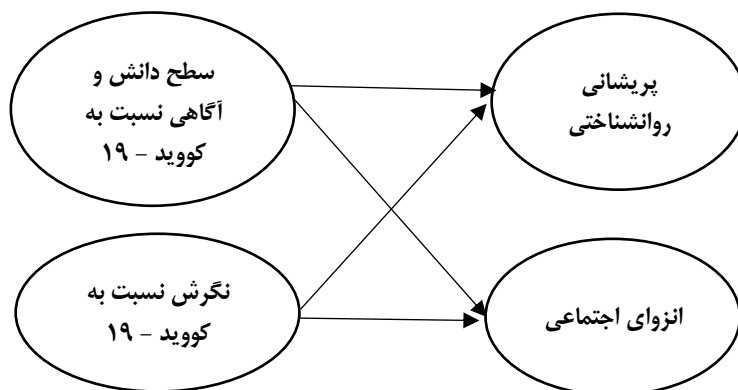 سطح دانش و
آگاهی نسبت به
کووید – ۱۹
پریشانی
روانشناختی
نگرش نسبت به
کووید – ۱۹
انزوای اجتماعی